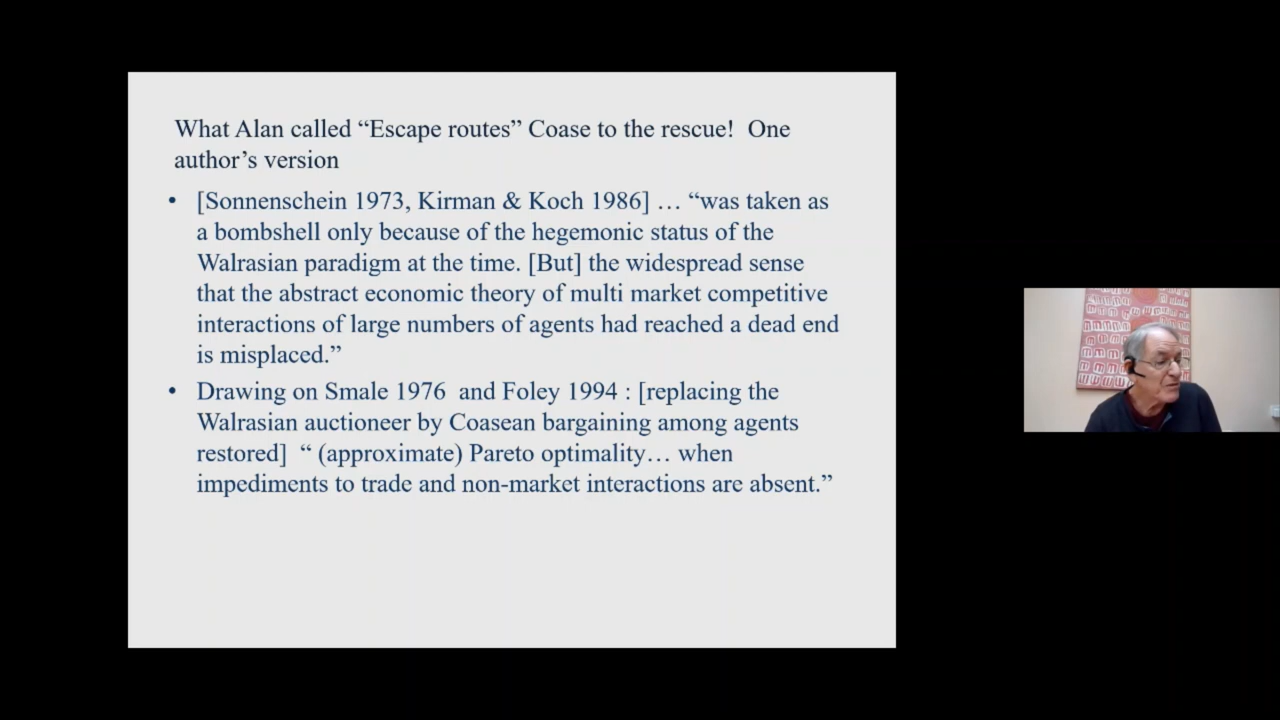 What Alan called “Escape routes” Coase to the rescue!  One
author’s version
• [Sonnenschein 1973, Kirman & Koch 1986] … “was taken as
a bombshell only because of the hegemonic status of the
Walrasian paradigm at the time. [But] the widespread sense
that the abstract economic theory of multi market competitive
interactions of large numbers of agents had reached a dead end
is misplaced.”
• Drawing on Smale 1976  and Foley 1994 : [replacing the
Walrasian auctioneer by Coasean bargaining among agents
restored]  “ (approximate) Pareto optimality… when
impediments to trade and non-market interactions are absent.”